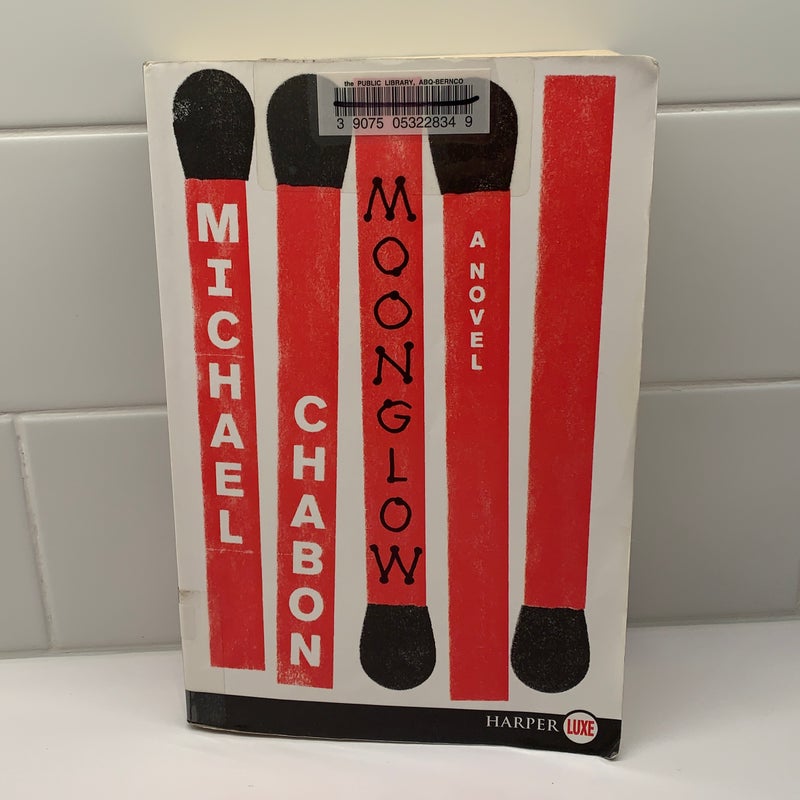 the PUBLIC LIBRARY, ABQ-BERNCO
3 9075 05322834 9
MICHAEL
CHABON
MOONGLOW
A NOVEL
HARPER LUXE